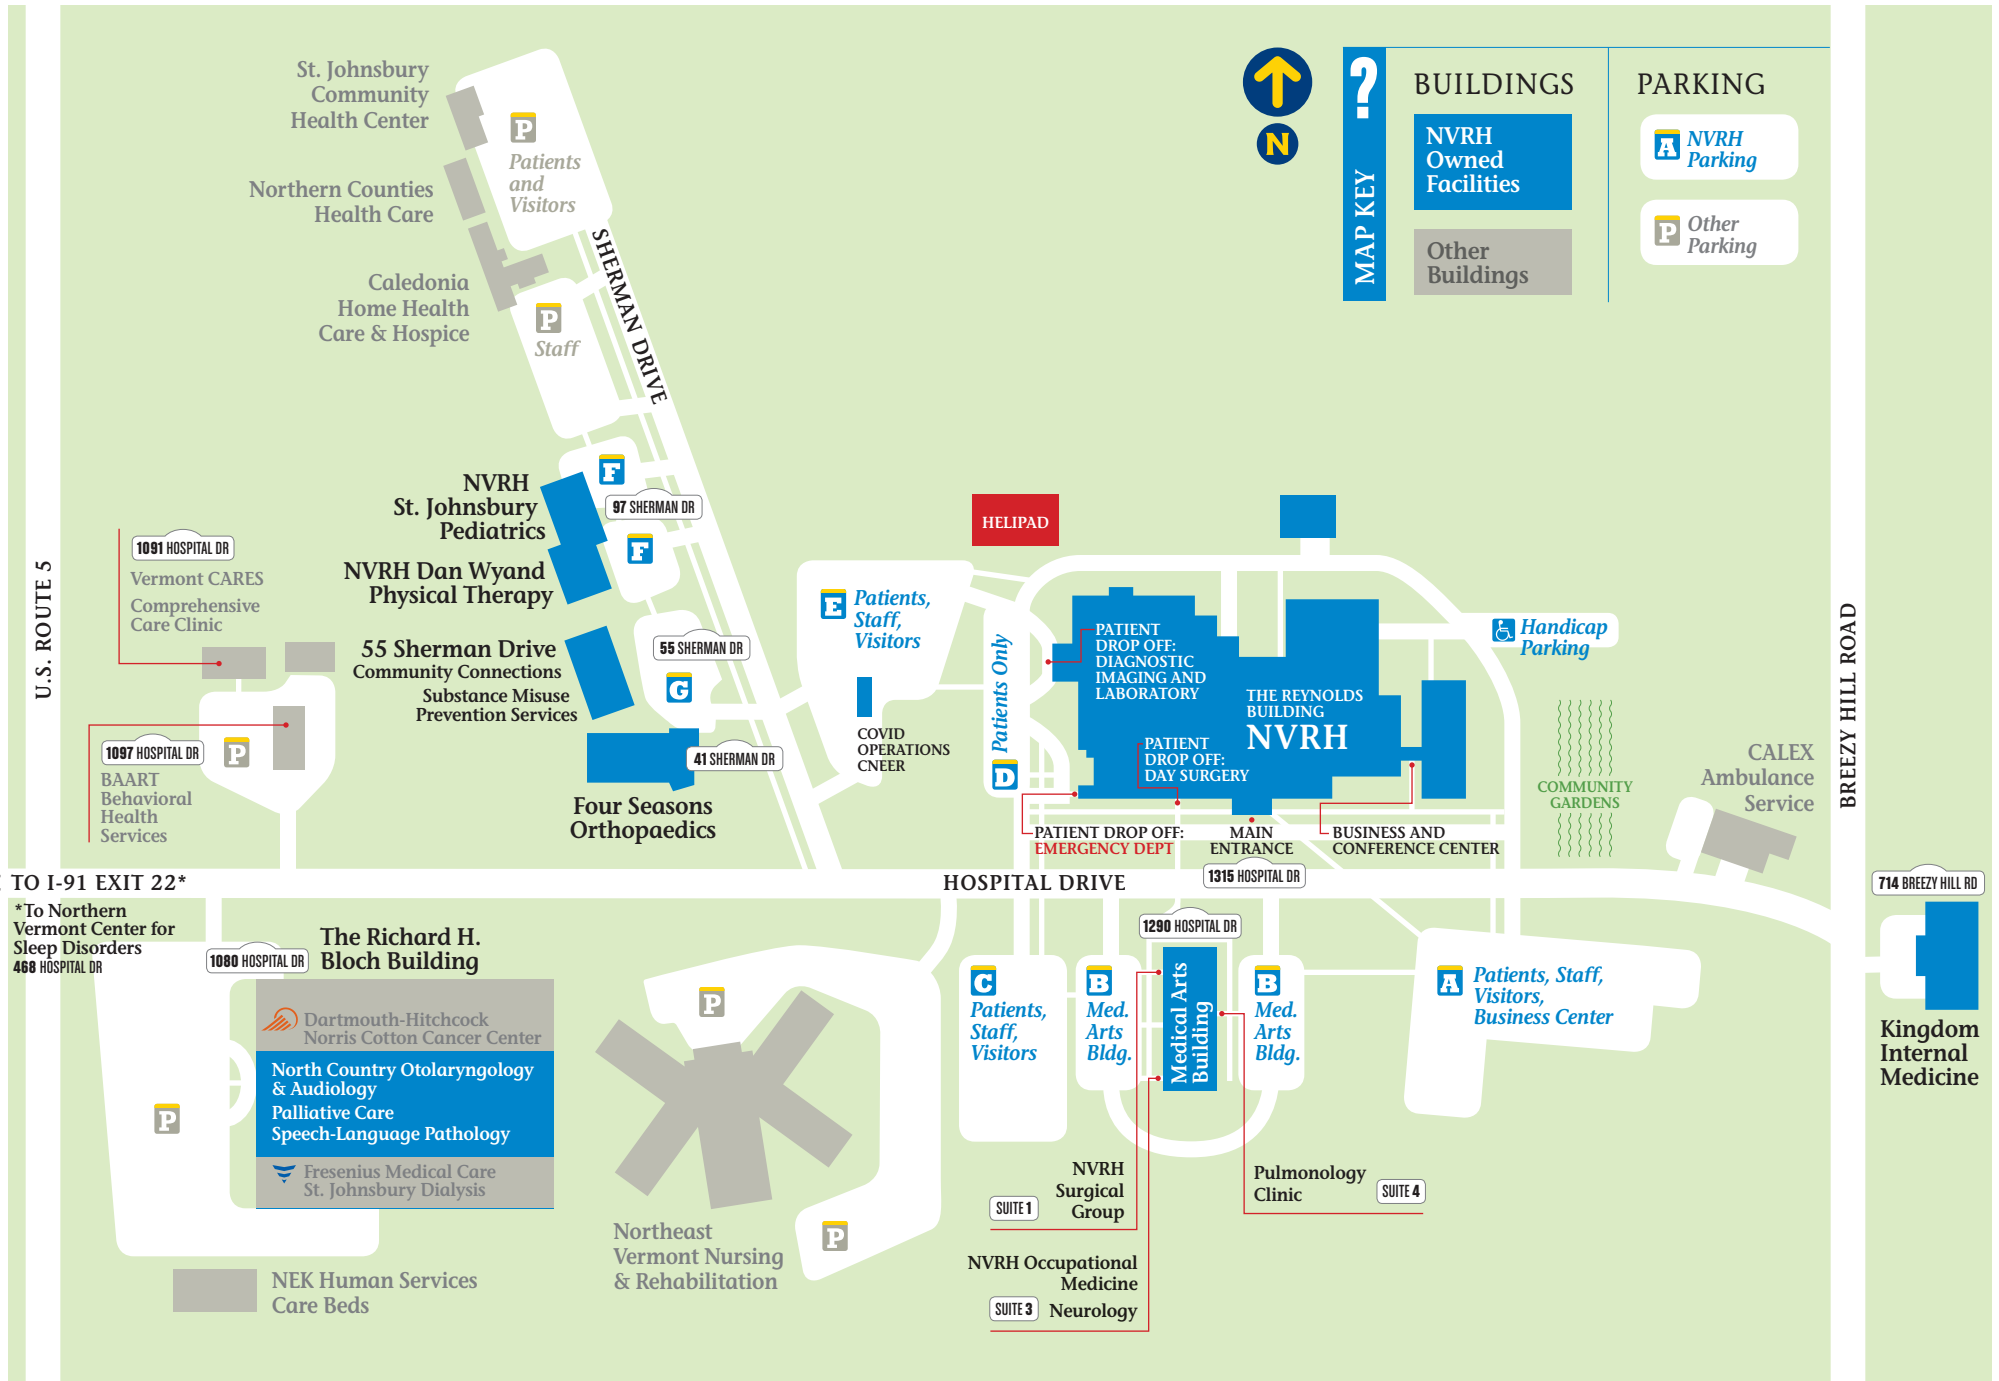 St. Johnsbury
Community
Health Center
P
Patients
and
Visitors
Northern Counties
Health Care
Caledonia
Home Health
Care & Hospice
P
Staff
SHERMAN DRIVE
N
MAP KEY ?
BUILDINGS
NVRH
Owned
Facilities
Other
Buildings
PARKING
A NVRH
Parking
P Other
Parking
U.S. ROUTE 5
BREEZY HILL ROAD
NVRH
St. Johnsbury
Pediatrics
F
97 SHERMAN DR
F
NVRH Dan Wyand
Physical Therapy
55 Sherman Drive
Community Connections
Substance Misuse
Prevention Services
55 SHERMAN DR
G
41 SHERMAN DR
Four Seasons
Orthopaedics
1091 HOSPITAL DR
Vermont CARES
Comprehensive
Care Clinic
1097 HOSPITAL DR
P
BAART
Behavioral
Health
Services
HELIPAD
E Patients,
Staff,
Visitors
COVID
OPERATIONS
CNEER
D Patients Only
PATIENT
DROP OFF:
DIAGNOSTIC
IMAGING AND
LABORATORY
THE REYNOLDS
BUILDING
NVRH
PATIENT
DROP OFF:
DAY SURGERY
Handicap
Parking
COMMUNITY
GARDENS
CALEX
Ambulance
Service
PATIENT DROP OFF:
EMERGENCY DEPT
MAIN
ENTRANCE
BUSINESS AND
CONFERENCE CENTER
1315 HOSPITAL DR
TO I-91 EXIT 22*
HOSPITAL DRIVE
*To Northern
Vermont Center for
Sleep Disorders
468 HOSPITAL DR
1080 HOSPITAL DR
The Richard H.
Bloch Building
Dartmouth-Hitchcock
Norris Cotton Cancer Center
North Country Otolaryngology
& Audiology
Palliative Care
Speech-Language Pathology
Fresenius Medical Care
St. Johnsbury Dialysis
P
NEK Human Services
Care Beds
P
P
Northeast
Vermont Nursing
& Rehabilitation
C
Patients,
Staff,
Visitors
B
Med.
Arts
Bldg.
1290 HOSPITAL DR
Medical Arts
Building
B
Med.
Arts
Bldg.
A Patients, Staff,
Visitors,
Business Center
714 BREEZY HILL RD
Kingdom
Internal
Medicine
NVRH
Surgical
Group
SUITE 1
NVRH Occupational
Medicine
SUITE 3 Neurology
Pulmonology
Clinic
SUITE 4